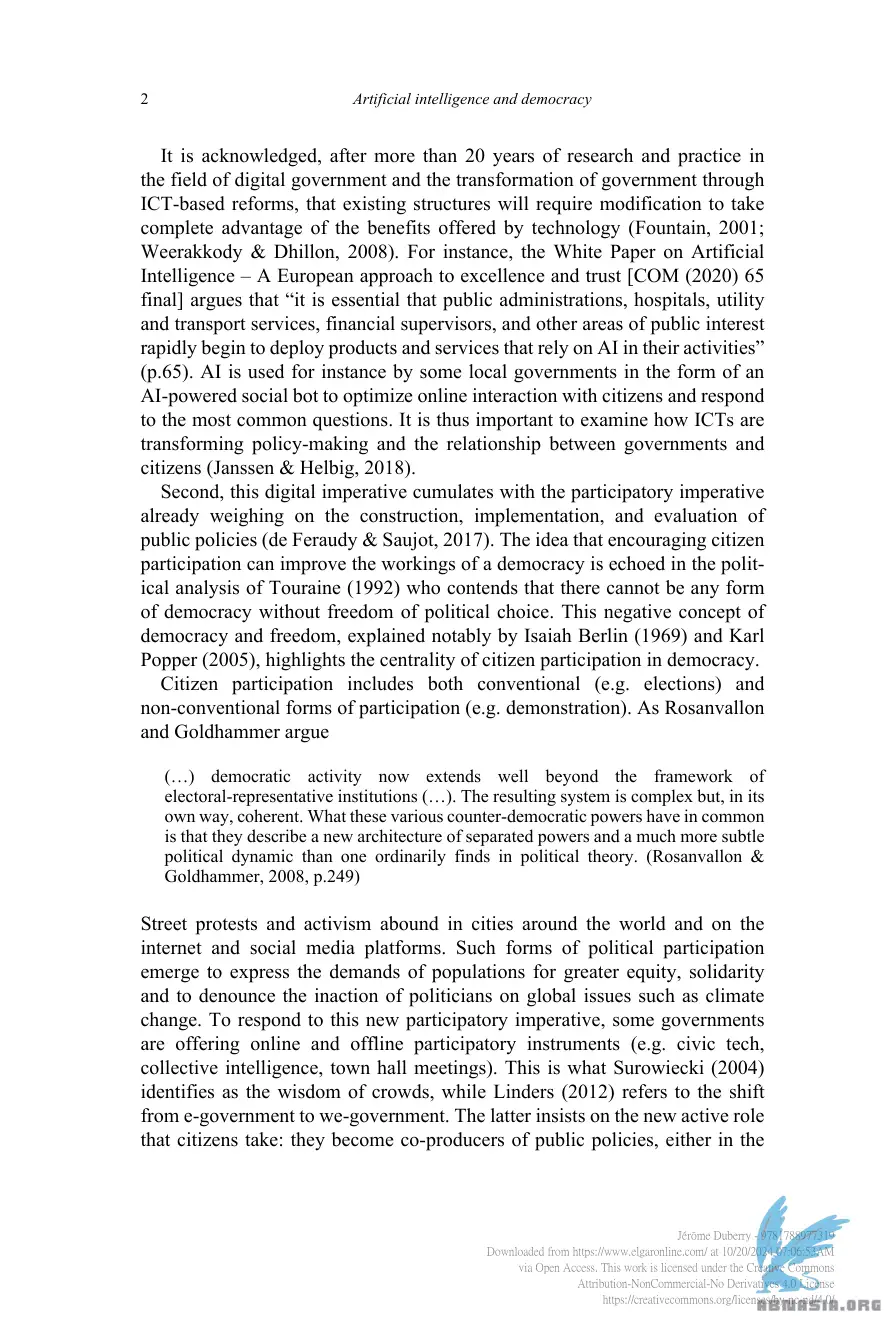 2
Artificial intelligence and democracy
It is acknowledged, after more than 20 years of research and practice in
the field of digital government and the transformation of government through
ICT-based reforms, that existing structures will require modification to take
complete advantage of the benefits offered by technology (Fountain, 2001;
Weerakkody & Dhillon, 2008). For instance, the White Paper on Artificial
Intelligence – A European approach to excellence and trust [COM (2020) 65
final] argues that “it is essential that public administrations, hospitals, utility
and transport services, financial supervisors, and other areas of public interest
rapidly begin to deploy products and services that rely on AI in their activities”
(p.65). AI is used for instance by some local governments in the form of an
AI-powered social bot to optimize online interaction with citizens and respond
to the most common questions. It is thus important to examine how ICTs are
transforming policy-making and the relationship between governments and
citizens (Janssen & Helbig, 2018).
Second, this digital imperative cumulates with the participatory imperative
already weighing on the construction, implementation, and evaluation of
public policies (de Feraudy & Saujot, 2017). The idea that encouraging citizen
participation can improve the workings of a democracy is echoed in the polit-
ical analysis of Touraine (1992) who contends that there cannot be any form
of democracy without freedom of political choice. This negative concept of
democracy and freedom, explained notably by Isaiah Berlin (1969) and Karl
Popper (2005), highlights the centrality of citizen participation in democracy.
Citizen participation includes both conventional (e.g. elections) and
non-conventional forms of participation (e.g. demonstration). As Rosanvallon
and Goldhammer argue
(…) democratic activity now extends well beyond the framework of
electoral-representative institutions (…). The resulting system is complex but, in its
own way, coherent. What these various counter-democratic powers have in common
is that they describe a new architecture of separated powers and a much more subtle
political dynamic than one ordinarily finds in political theory. (Rosanvallon &
Goldhammer, 2008, p.249)
Street protests and activism abound in cities around the world and on the
internet and social media platforms. Such forms of political participation
emerge to express the demands of populations for greater equity, solidarity
and to denounce the inaction of politicians on global issues such as climate
change. To respond to this new participatory imperative, some governments
are offering online and offline participatory instruments (e.g. civic tech,
collective intelligence, town hall meetings). This is what Surowiecki (2004)
identifies as the wisdom of crowds, while Linders (2012) refers to the shift
from e-government to we-government. The latter insists on the new active role
that citizens take: they become co-producers of public policies, either in the
Jérôme Duberry - 9781788977319
Downloaded from https://www.elgaronline.com/ at 10/20/2024 07:06:53AM
via Open Access. This work is licensed under the Creative Commons
Attribution-NonCommercial-No Derivatives 4.0 License
https://creativecommons.org/licenses/by-nc-nd/4.0/
ABNASIA.ORG